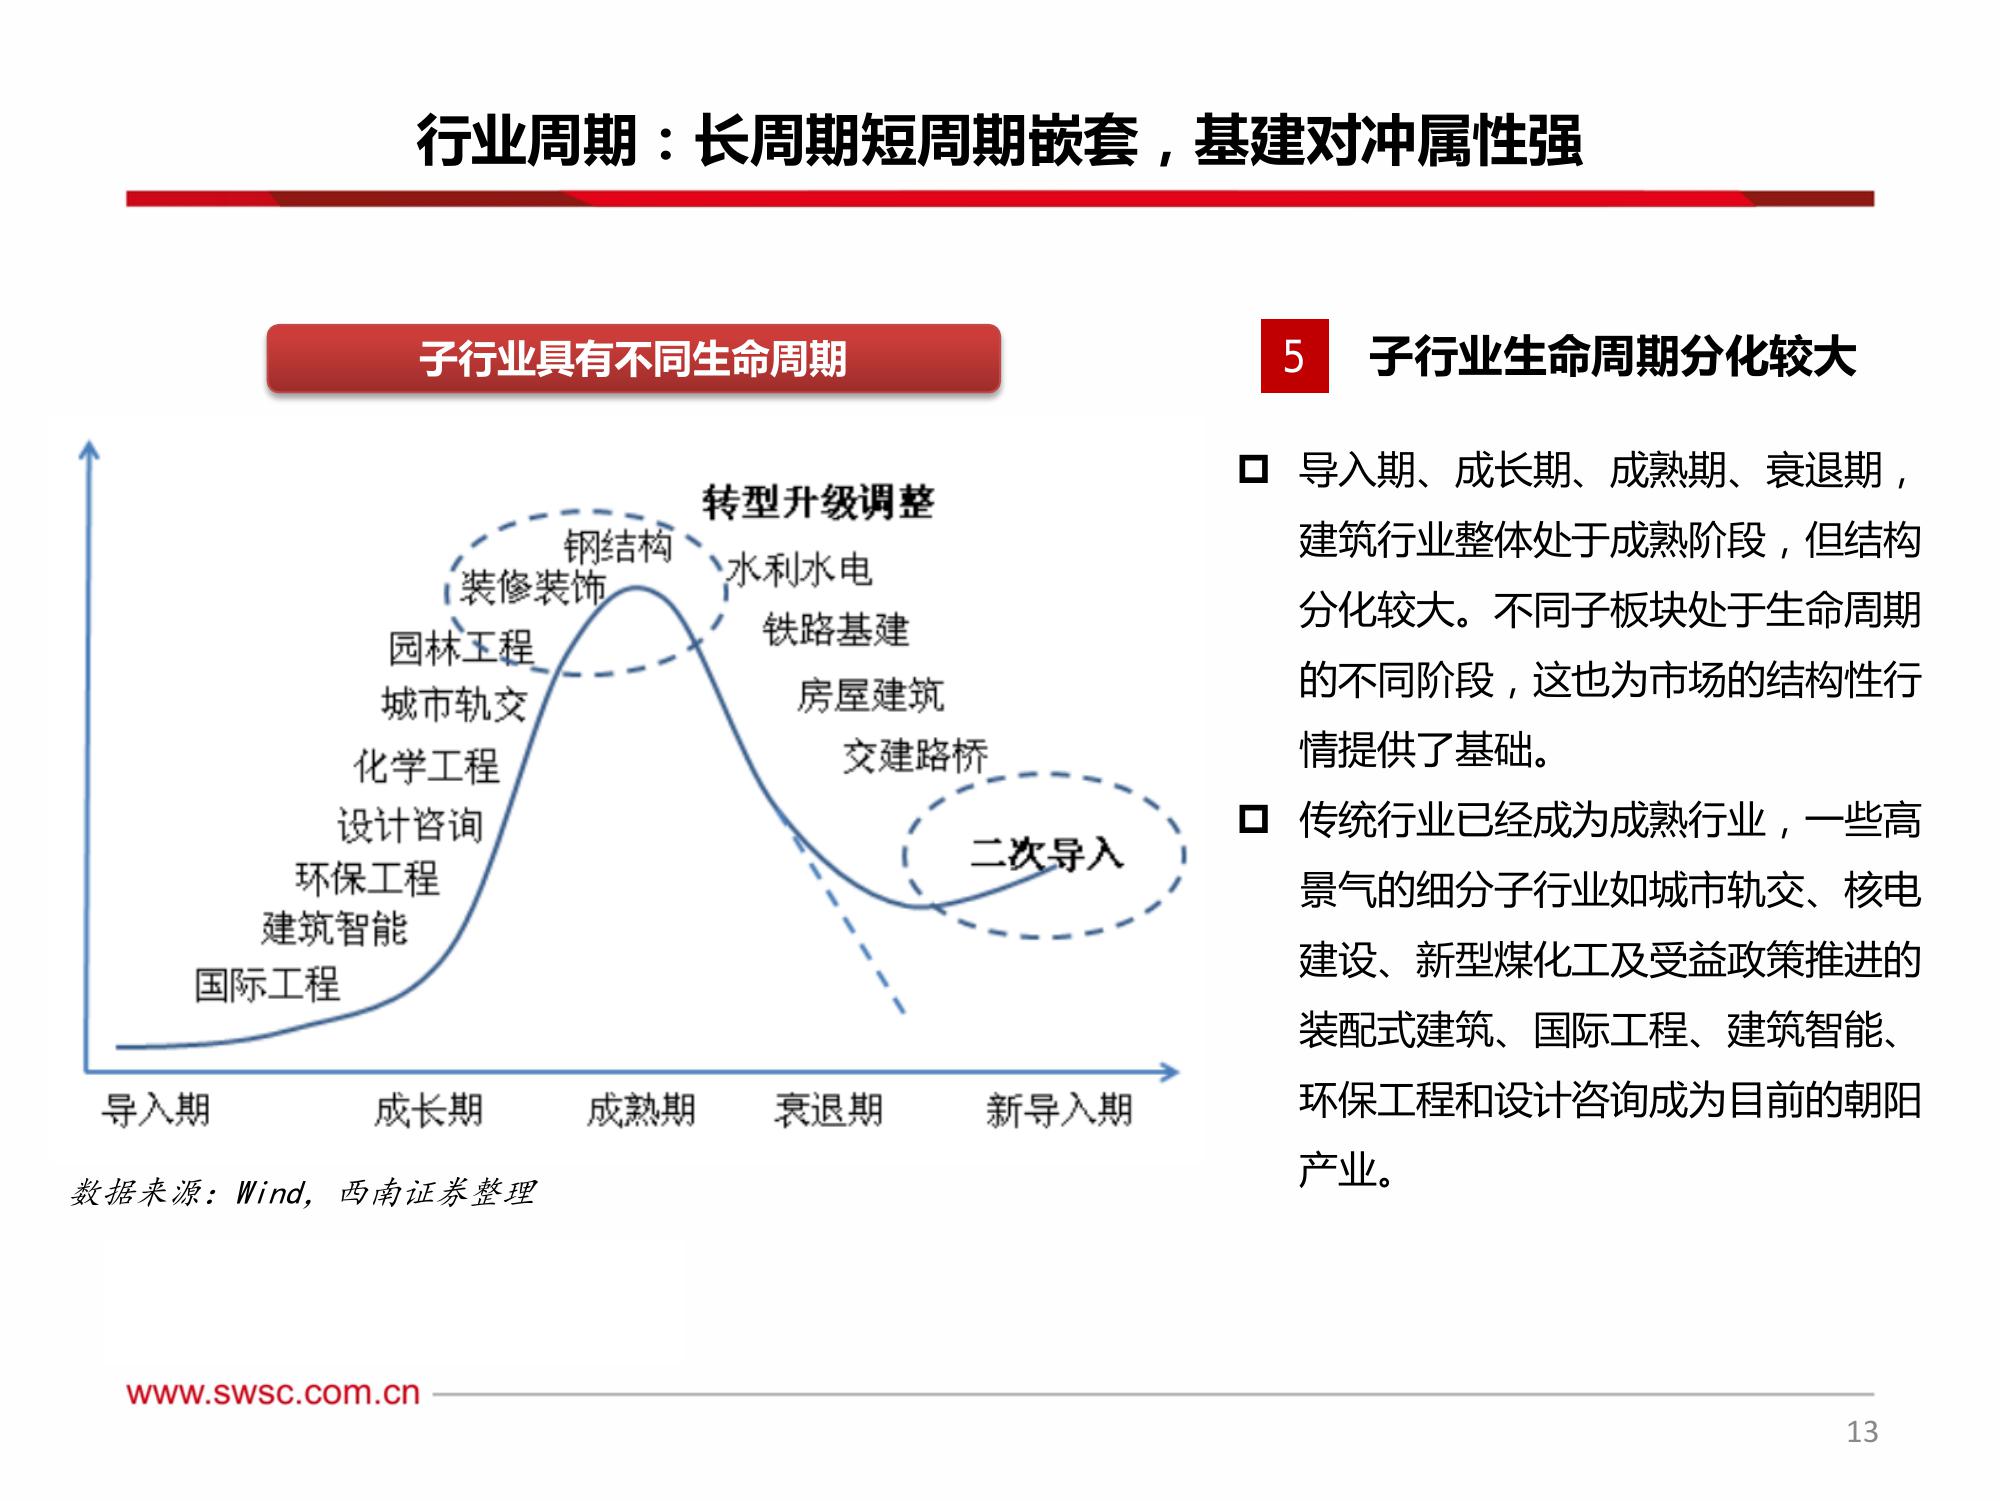 行业周期：长周期短周期嵌套，基建对冲属性强
子行业具有不同生命周期
转型升级调整
钢结构
水利水电
装修装饰
铁路基建
园林工程
房屋建筑
城市轨交
交建路桥
化学工程
设计咨询
二次导入
环保工程
建筑智能
国际工程
导入期
成长期
成熟期
衰退期
新导入期
数据来源：Wind，西南证券整理
5
子行业生命周期分化较大
导入期、成长期、成熟期、衰退期，
建筑行业整体处于成熟阶段，但结构
分化较大。不同子板块处于生命周期
的不同阶段，这也为市场的结构性行
情提供了基础。
传统行业已经成为成熟行业，一些高
景气的细分子行业如城市轨交、核电
建设、新型煤化工及受益政策推进的
装配式建筑、国际工程、建筑智能、
环保工程和设计咨询成为目前的朝阳
产业。
www.swsc.com.cn
13